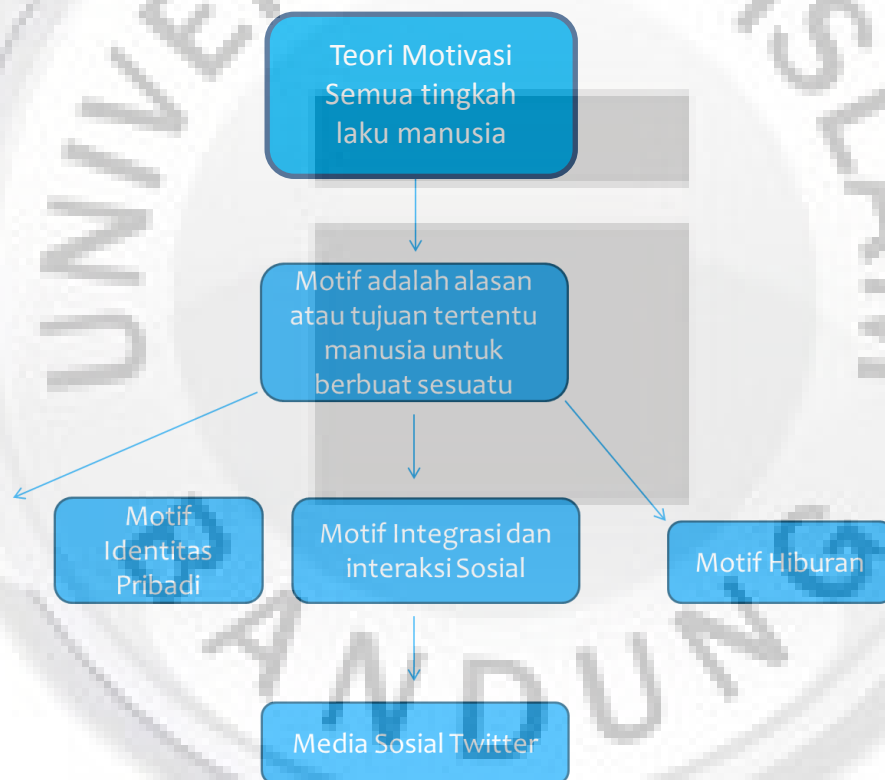 Teori Motivasi
Semua tingkah
laku manusia
Motif adalah alasan
atau tujuan tertentu
manusia untuk
berbuat sesuatu
Motif
Identitas
Pribadi
Motif Integrasi dan
interaksi Sosial
Motif Hiburan
Media Sosial Twitter
BANDUNG